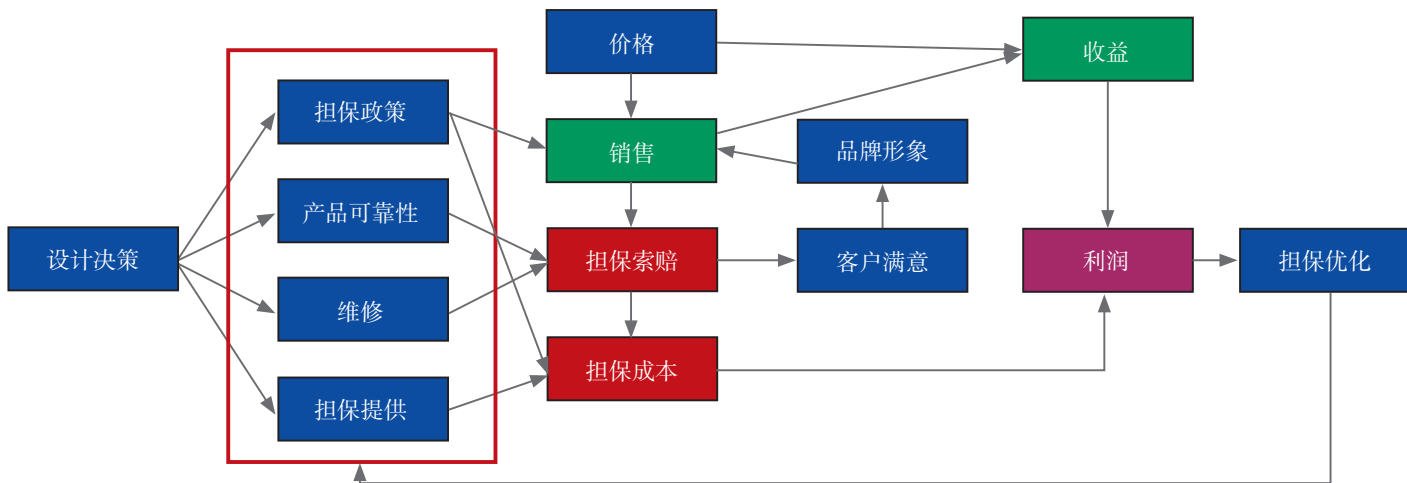 价格
收益
担保政策
销售
品牌形象
产品可靠性
设计决策
担保索赔
客户满意
利润
担保优化
维修
担保成本
担保提供